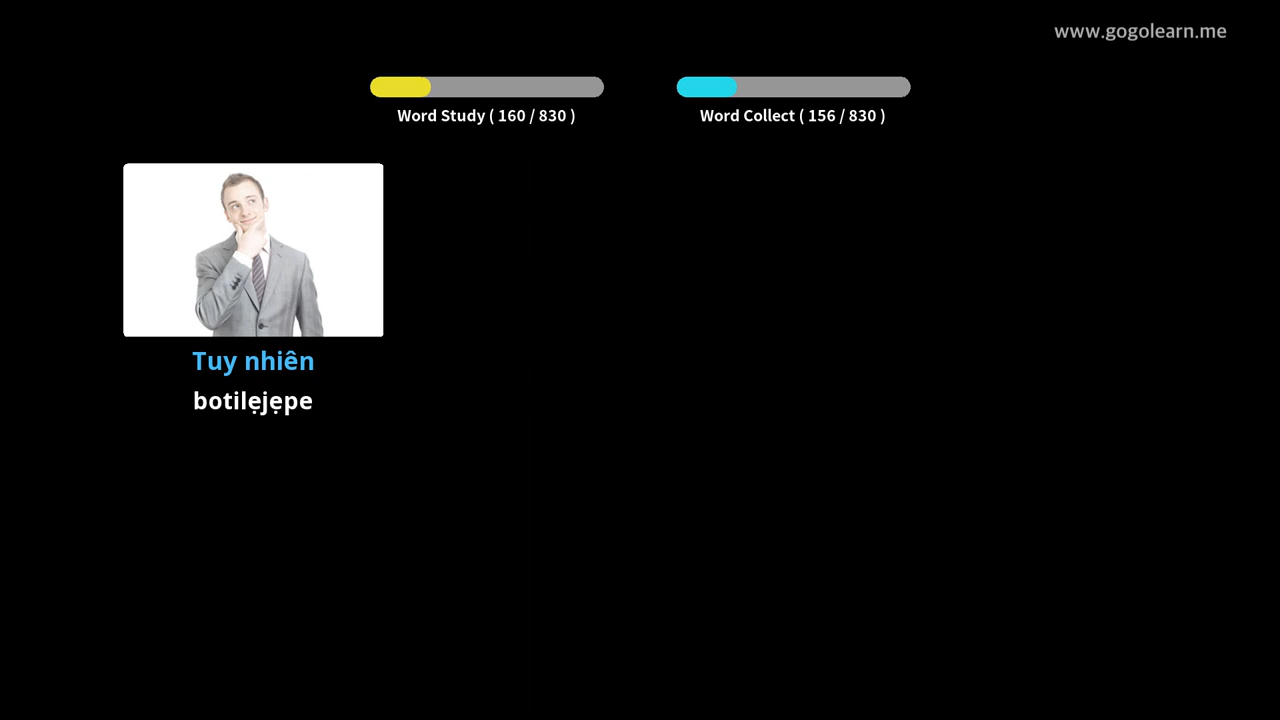 www.gogolearn.me
Word Study ( 160 / 830 )
Word Collect ( 156 / 830 )
Tuy nhiên
botilẹjẹpe